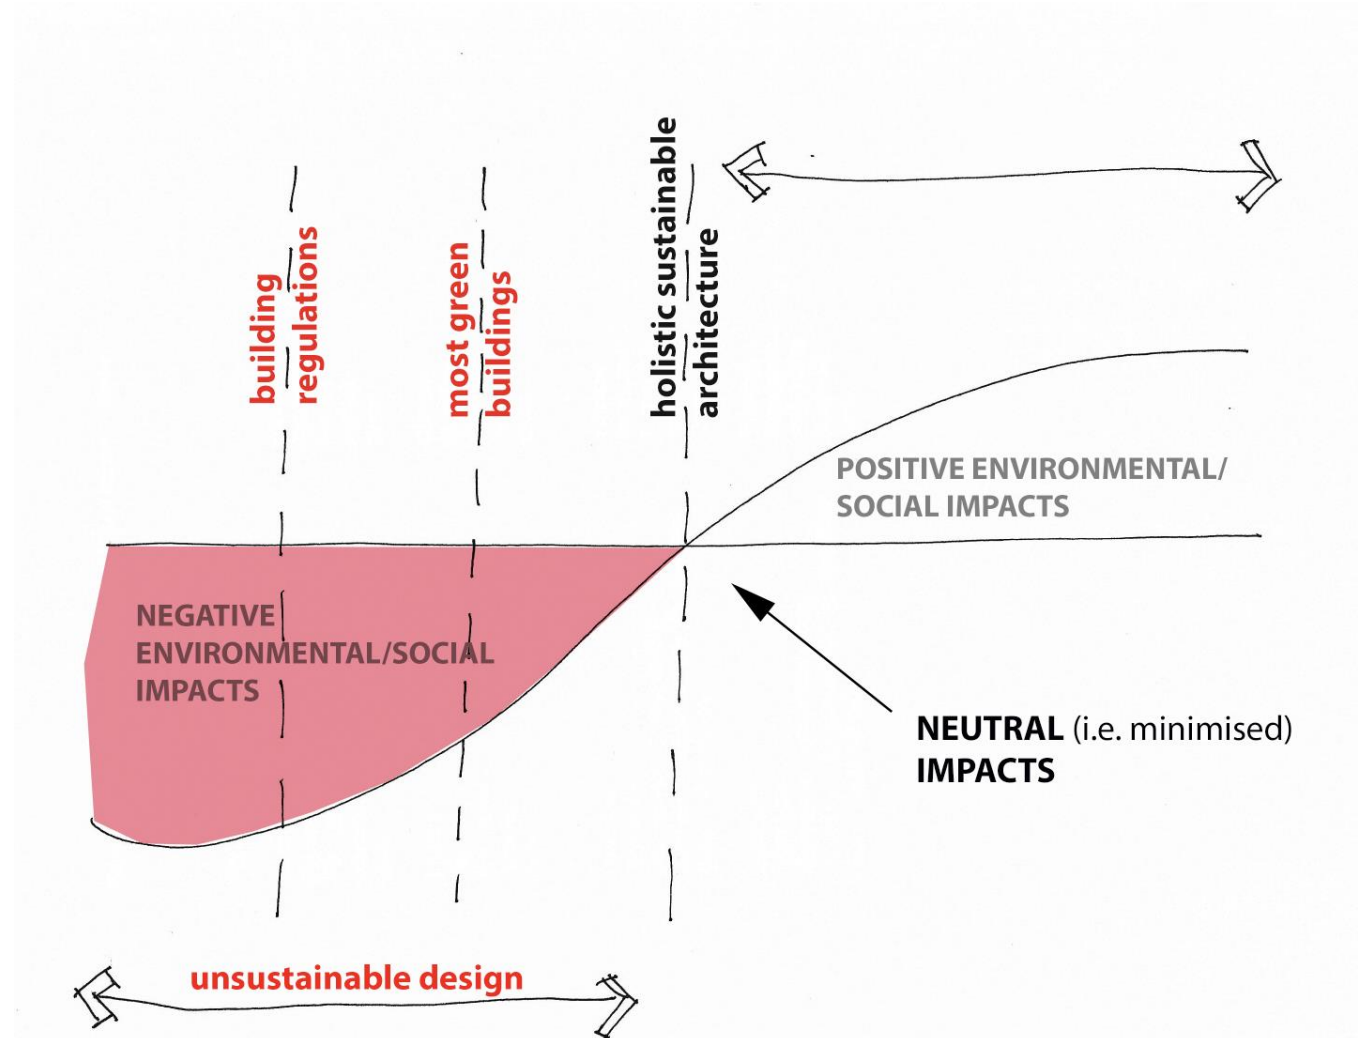 building
regulations
most green
buildings
holistic sustainable
architecture
POSITIVE ENVIRONMENTAL/
SOCIAL IMPACTS
NEGATIVE
ENVIRONMENTAL/SOCIAL
IMPACTS
NEUTRAL (i.e. minimised)
IMPACTS
unsustainable design